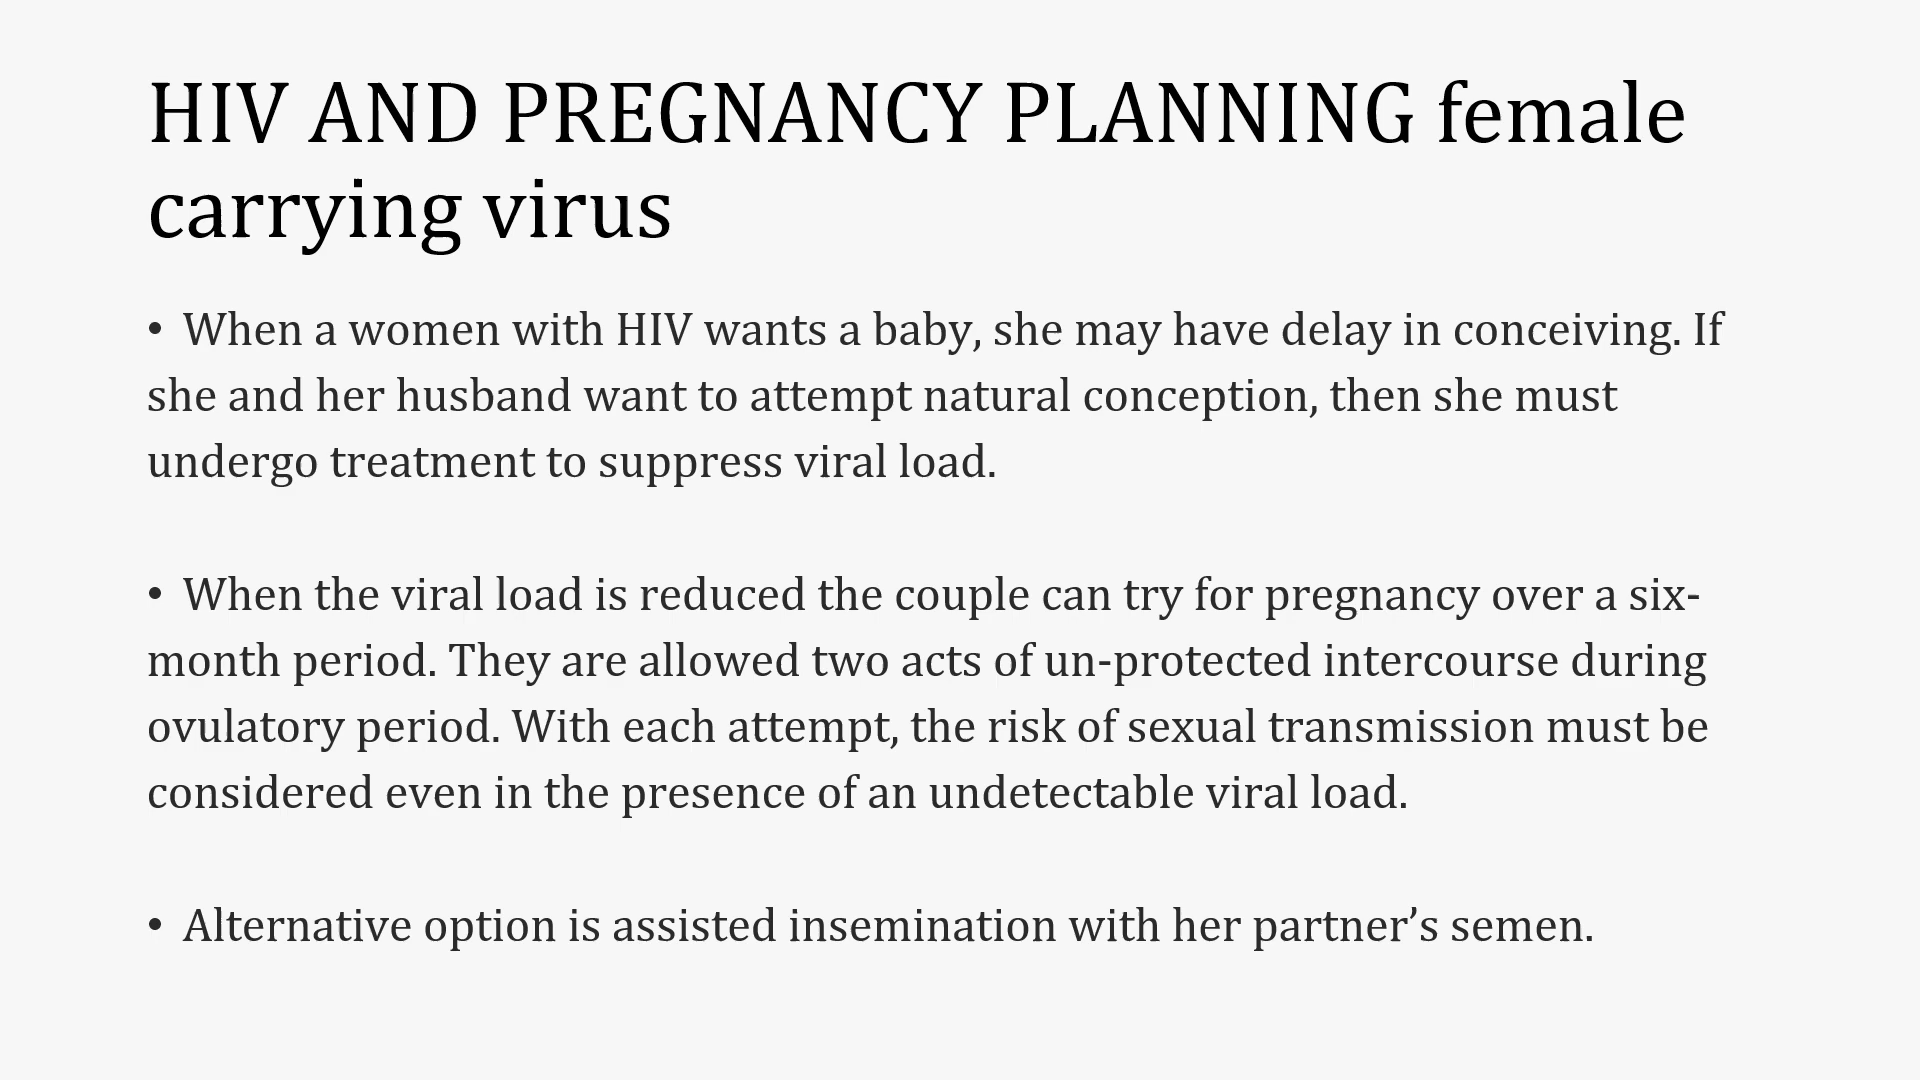 HIV AND PREGNANCY PLANNING female
carrying virus
• When a women with HIV wants a baby, she may have delay in conceiving. If
she and her husband want to attempt natural conception, then she must
undergo treatment to suppress viral load.
• When the viral load is reduced the couple can try for pregnancy over a six-
month period. They are allowed two acts of un-protected intercourse during
ovulatory period. With each attempt, the risk of sexual transmission must be
considered even in the presence of an undetectable viral load.
• Alternative option is assisted insemination with her partner’s semen.